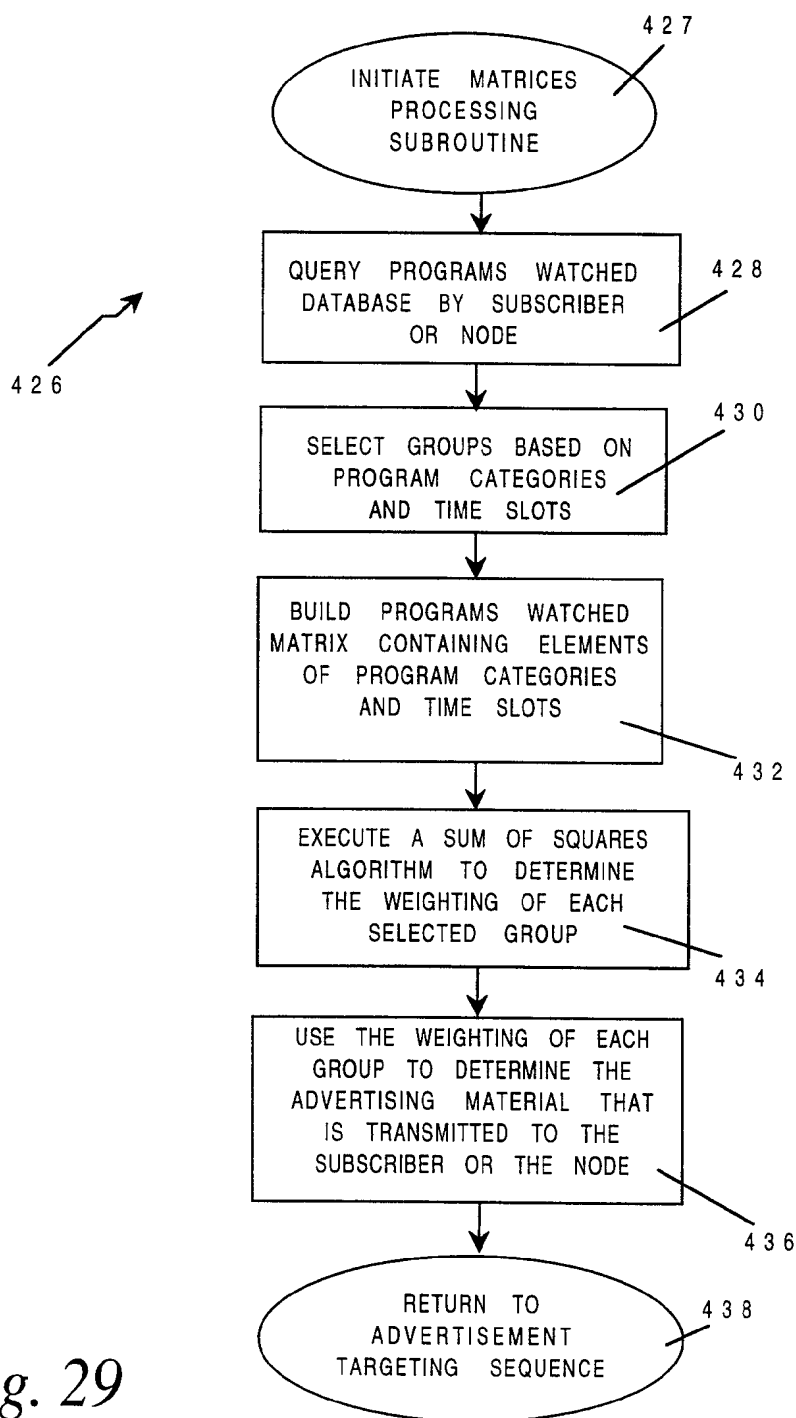 427
INITIATE MATRICES
PROCESSING
SUBROUTINE
QUERY PROGRAMS WATCHED
DATABASE BY SUBSCRIBER
OR NODE
428
426
430
SELECT GROUPS BASED ON
PROGRAM CATEGORIES
AND TIME SLOTS
BUILD PROGRAMS WATCHED
MATRIX CONTAINING ELEMENTS
OF PROGRAM CATEGORIES
AND TIME SLOTS
432
EXECUTE A SUM OF SQUARES
ALGORITHM TO DETERMINE
THE WEIGHTING OF EACH
SELECTED GROUP
434
USE THE WEIGHTING OF EACH
GROUP TO DETERMINE THE
ADVERTISING MATERIAL THAT
IS TRANSMITTED TO THE
SUBSCRIBER OR THE NODE
436
RETURN TO
ADVERTISEMENT
TARGETING SEQUENCE
438
g. 29